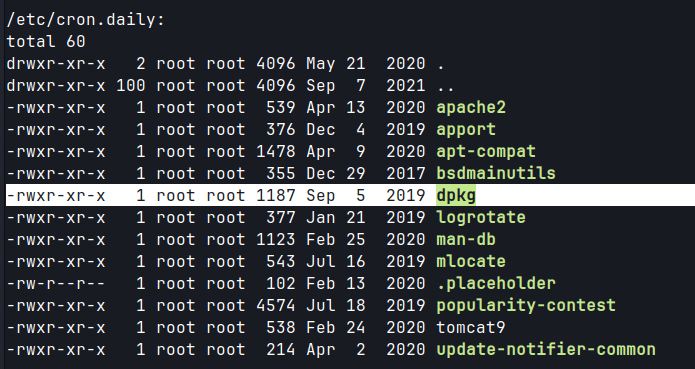 /etc/cron.daily:
total 60
drwxr-xr-x   2 root root 4096 May 21  2020 .
drwxr-xr-x 100 root root 4096 Sep  7  2021 ..
-rwxr-xr-x   1 root root  539 Apr 13  2020 apache2
-rwxr-xr-x   1 root root  376 Dec  4  2019 apport
-rwxr-xr-x   1 root root 1478 Apr  9  2020 apt-compat
-rwxr-xr-x   1 root root  355 Dec 29  2017 bsdmainutils
-rwxr-xr-x   1 root root 1187 Sep  5  2019 dpkg
-rwxr-xr-x   1 root root  377 Jan 21  2019 logrotate
-rwxr-xr-x   1 root root 1123 Feb 25  2020 man-db
-rwxr-xr-x   1 root root  543 Jul 16  2019 mlocate
-rw-r--r--   1 root root  102 Feb 13  2020 .placeholder
-rwxr-xr-x   1 root root 4574 Jul 18  2019 popularity-contest
-rwxr-xr-x   1 root root  538 Feb 24  2020 tomcat9
-rwxr-xr-x   1 root root  214 Apr  2  2020 update-notifier-common